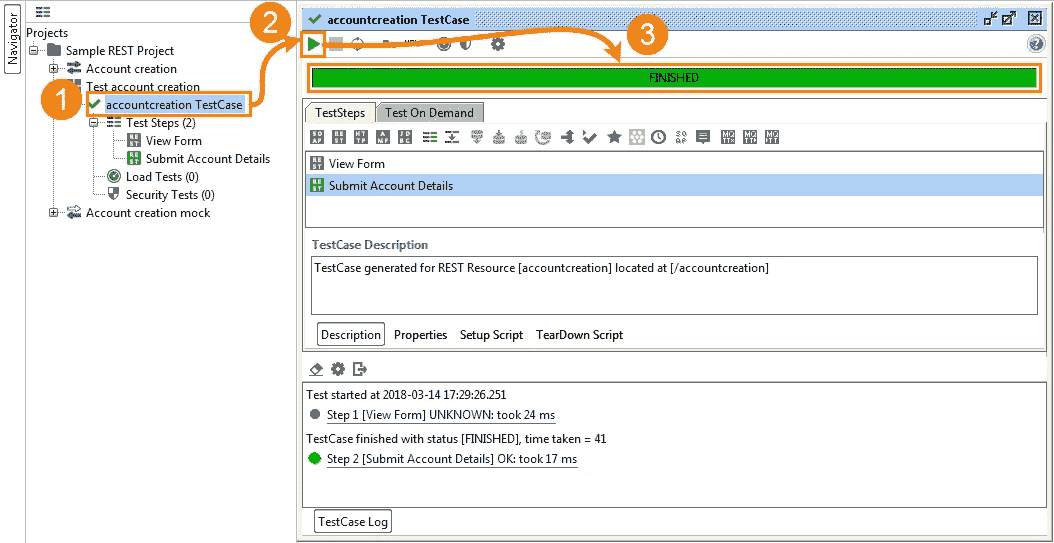 Navigator
Projects
Sample REST Project
Account creation
Test account creation
accountcreation TestCase
Test Steps (2)
View Form
Submit Account Details
Load Tests (0)
Security Tests (0)
Account creation mock
1
2
3
accountcreation TestCase
FINISHED
TestSteps
Test On Demand
View Form
Submit Account Details
TestCase Description
TestCase generated for REST Resource [accountcreation] located at [/accountcreation]
Description
Properties
Setup Script
TearDown Script
Test started at 2018-03-14 17:29:26.251
Step 1 [View Form] UNKNOWN: took 24 ms
TestCase finished with status [FINISHED], time taken = 41
Step 2 [Submit Account Details] OK: took 17 ms
TestCase Log